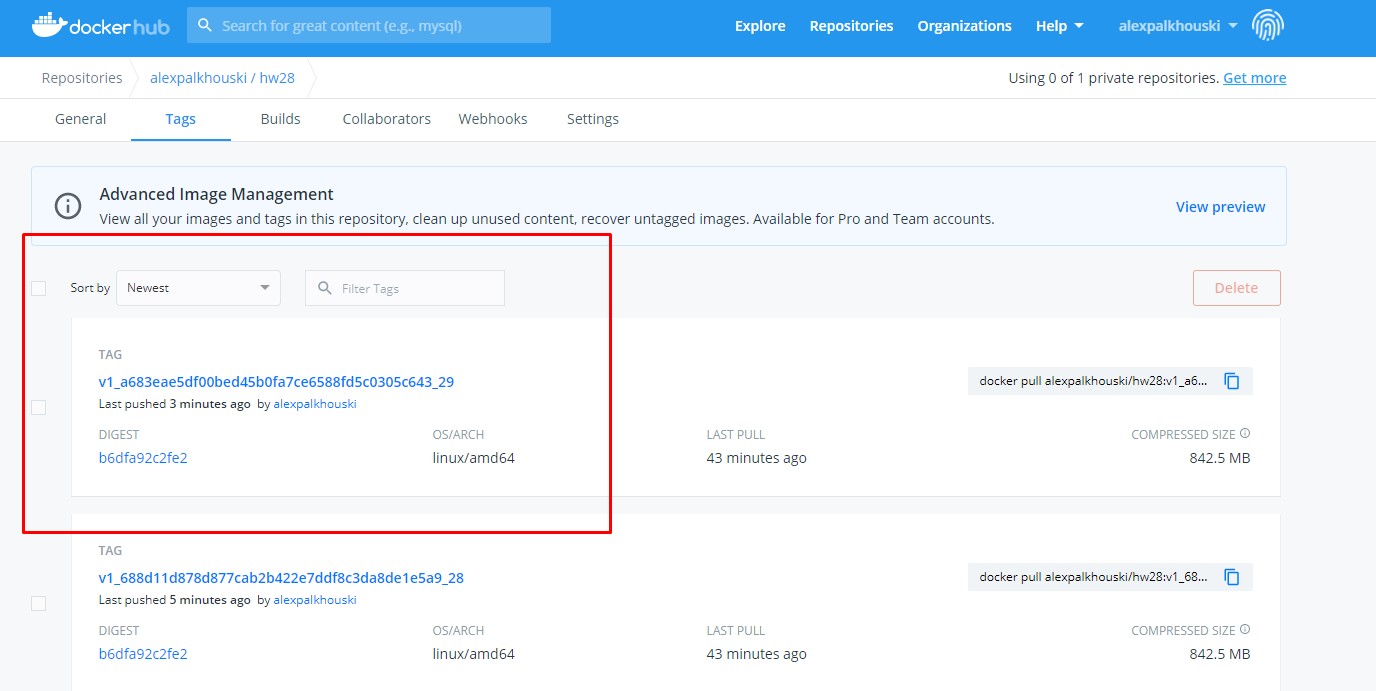 docker hub Search for great content (e.g., mysql) Explore Repositories Organizations Help alexpalkhouski
Repositories alexpalkhouski / hw28 Using 0 of 1 private repositories. Get more
General Tags Builds Collaborators Webhooks Settings
Advanced Image Management
View all your images and tags in this repository, clean up unused content, recover untagged images. Available for Pro and Team accounts.
View preview
Sort by Newest Filter Tags Delete
TAG
v1_a683eae5df00bed45b0fa7ce6588fd5c0305c643_29 docker pull alexpalkhouski/hw28:v1_a6...
Last pushed 3 minutes ago by alexpalkhouski
DIGEST OS/ARCH LAST PULL COMPRESSED SIZE
b6dfa92c2fe2 linux/amd64 43 minutes ago 842.5 MB
TAG
v1_688d11d878d877cab2b422e7ddf8c3da8de1e5a9_28 docker pull alexpalkhouski/hw28:v1_68...
Last pushed 5 minutes ago by alexpalkhouski
DIGEST OS/ARCH LAST PULL COMPRESSED SIZE
b6dfa92c2fe2 linux/amd64 43 minutes ago 842.5 MB